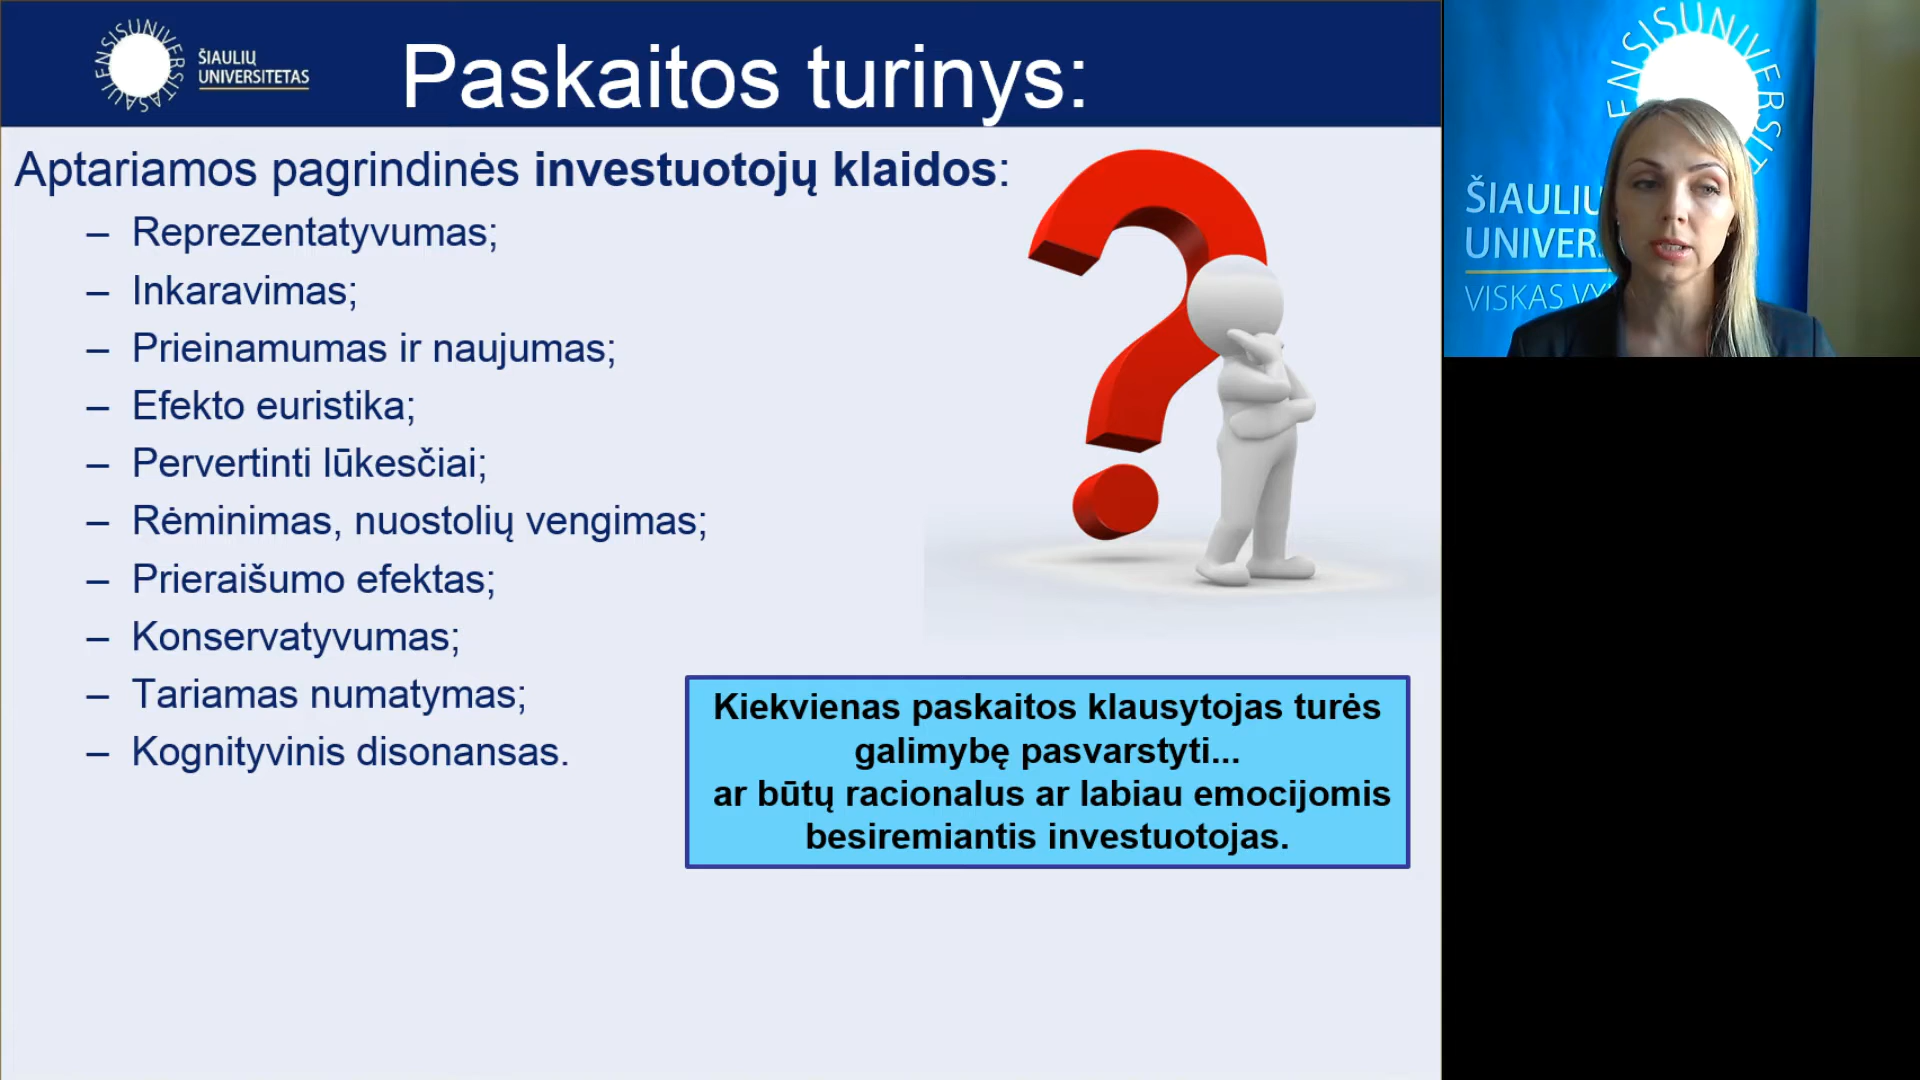 ŠIAULIŲ
UNIVERSITETAS
Paskaitos turinys:
Aptariamos pagrindinės investuotojų klaidos:
– Reprezentatyvumas;
– Inkaravimas;
– Prieinamumas ir naujumas;
– Efekto euristika;
– Pervertinti lūkesčiai;
– Rėminimas, nuostolių vengimas;
– Prieraišumo efektas;
– Konservatyvumas;
– Tariamas numatymas;
– Kognityvinis disonansas.
Kiekvienas paskaitos klausytojas turės
galimybę pasvarstyti...
ar būtų racionalus ar labiau emocijomis
besiremiantis investuotojas.
ŠIAULIŲ
UNIVER
VISKAS